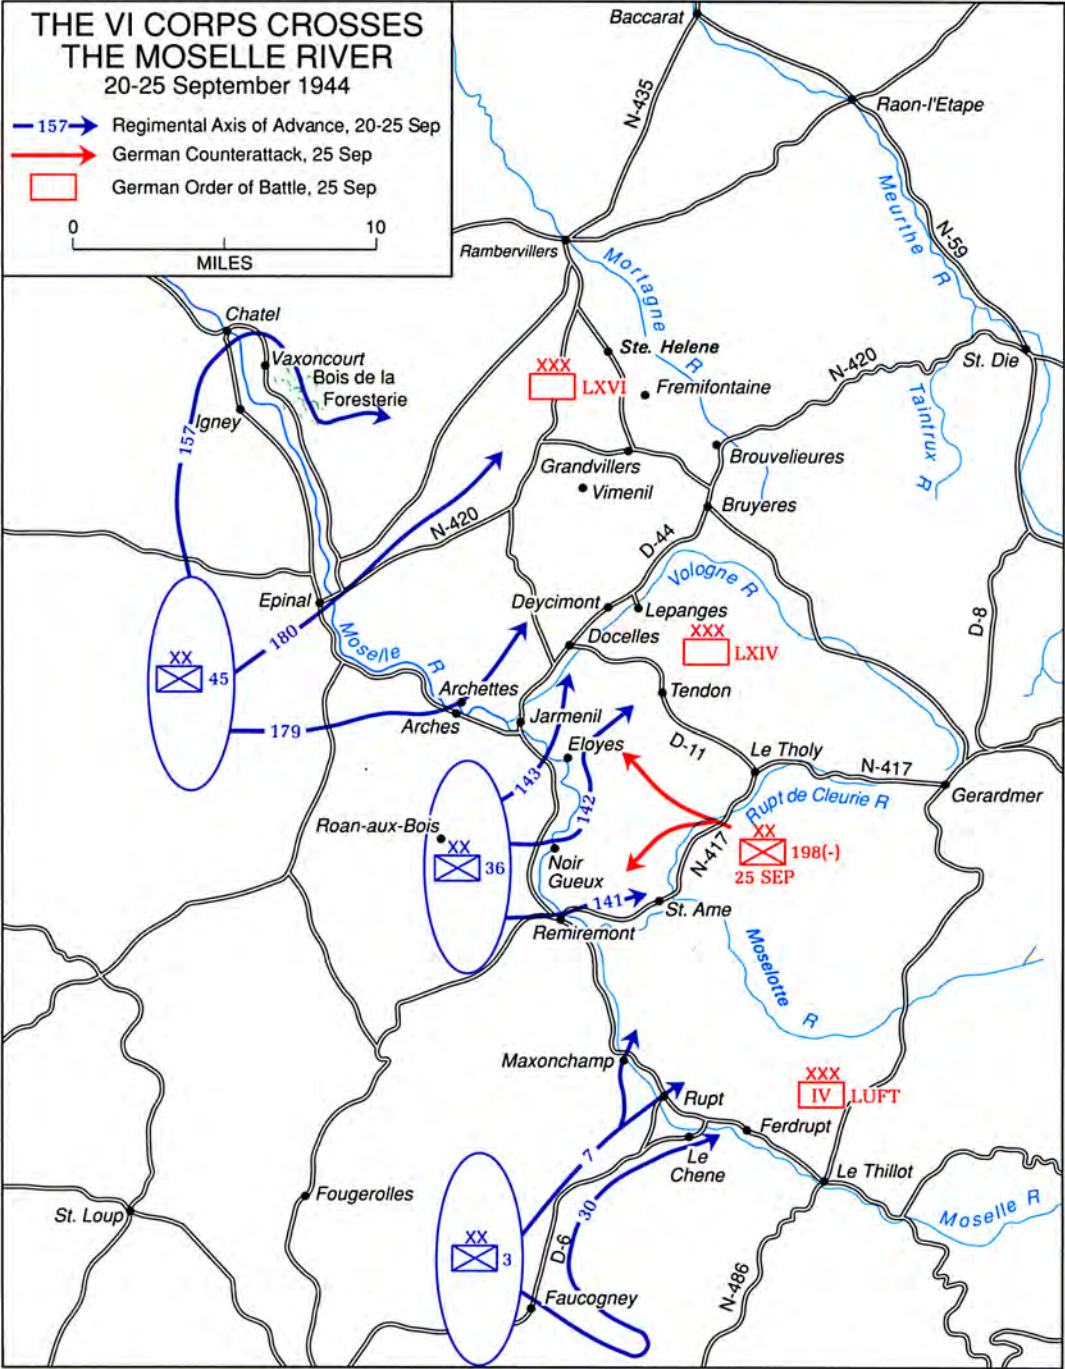 THE VI CORPS CROSSES
THE MOSELLE RIVER
20-25 September 1944
157 Regimental Axis of Advance, 20-25 Sep
German Counterattack, 25 Sep
German Order of Battle, 25 Sep
0 10
MILES
Baccarat
N-435
Raon-l'Etape
Meurthe R
N-59
Rambervillers
Mortagne R
Chatel
Vaxoncourt
Bois de la
Foresterie
Igney
157
Ste. Helene
XXX
LXVI
Fremifontaine
N-420
St. Die
Taintrux R
Grandvillers
Brouvelieures
Vimenil
Bruyeres
N-420
D-44
Vologne R
Epinal
Deycimont
Lepanges
D-8
180
Moselle R
Docelles
XXX
LXIV
XX
45
Archettes
Tendon
179
Arches
Jarmenil
D-11
Eloyes
Le Tholy
N-417
143
142
Rupt de Cleurie R
Gerardmer
Roan-aux-Bois
XX
36
Noir
Gueux
N-417
XX
198(-)
25 SEP
141
St. Ame
Remiremont
Moselotte R
Maxonchamp
XXX
IV LUFT
Rupt
Ferdrupt
7
Le
Chene
Le Thillot
Fougerolles
St. Loup
30
Moselle R
XX
3
D-6
N-486
Faucogney